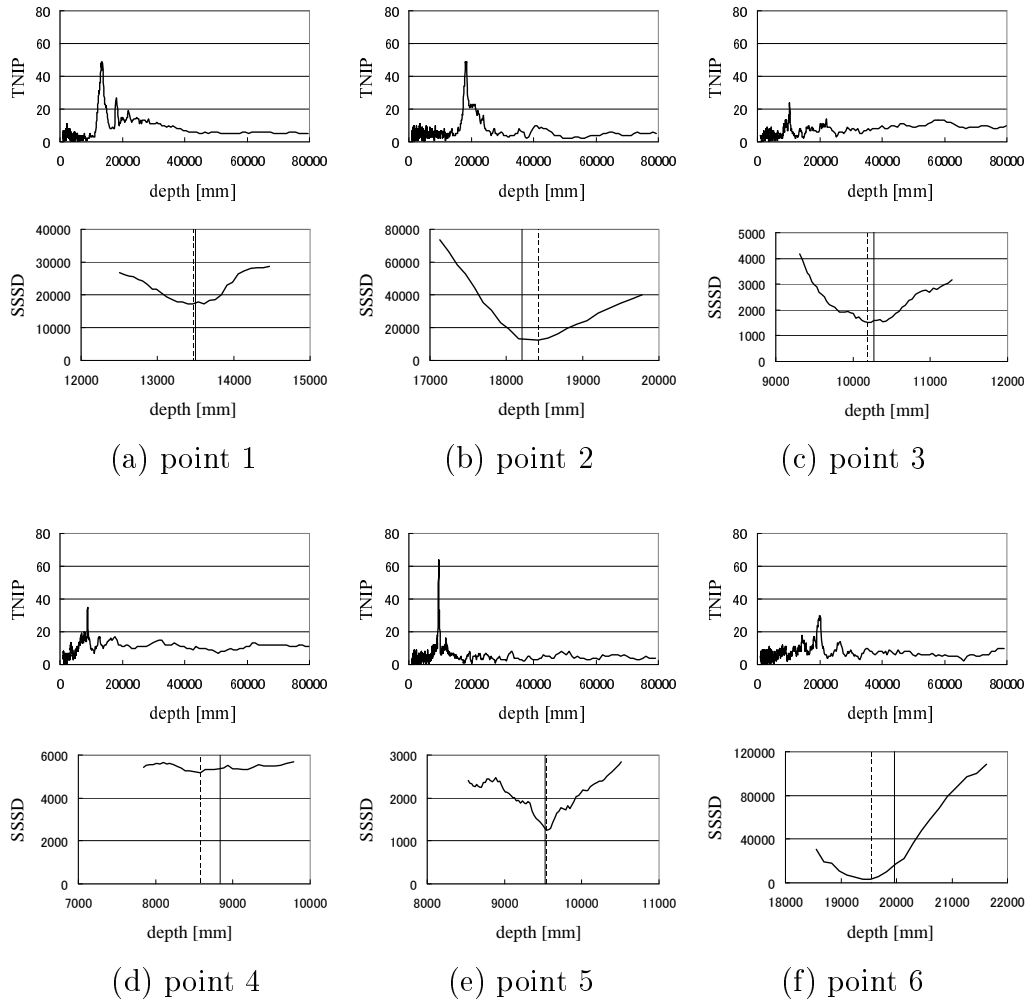 TNIP
80
60
40
20
0
0 20000 40000 60000 80000
depth [mm]
TNIP
80
60
40
20
0
0 20000 40000 60000 80000
depth [mm]
TNIP
80
60
40
20
0
0 20000 40000 60000 80000
depth [mm]
SSSD
40000
30000
20000
10000
0
12000 13000 14000 15000
depth [mm]
(a) point 1
SSSD
80000
60000
40000
20000
0
17000 18000 19000 20000
depth [mm]
(b) point 2
SSSD
5000
4000
3000
2000
1000
0
9000 10000 11000 12000
depth [mm]
(c) point 3
TNIP
80
60
40
20
0
0 20000 40000 60000 80000
depth [mm]
TNIP
80
60
40
20
0
0 20000 40000 60000 80000
depth [mm]
TNIP
80
60
40
20
0
0 20000 40000 60000 80000
depth [mm]
SSSD
6000
4000
2000
0
7000 8000 9000 10000
depth [mm]
(d) point 4
SSSD
3000
2000
1000
0
8000 9000 10000 11000
depth [mm]
(e) point 5
SSSD
120000
80000
40000
0
18000 19000 20000 21000 22000
depth [mm]
(f) point 6